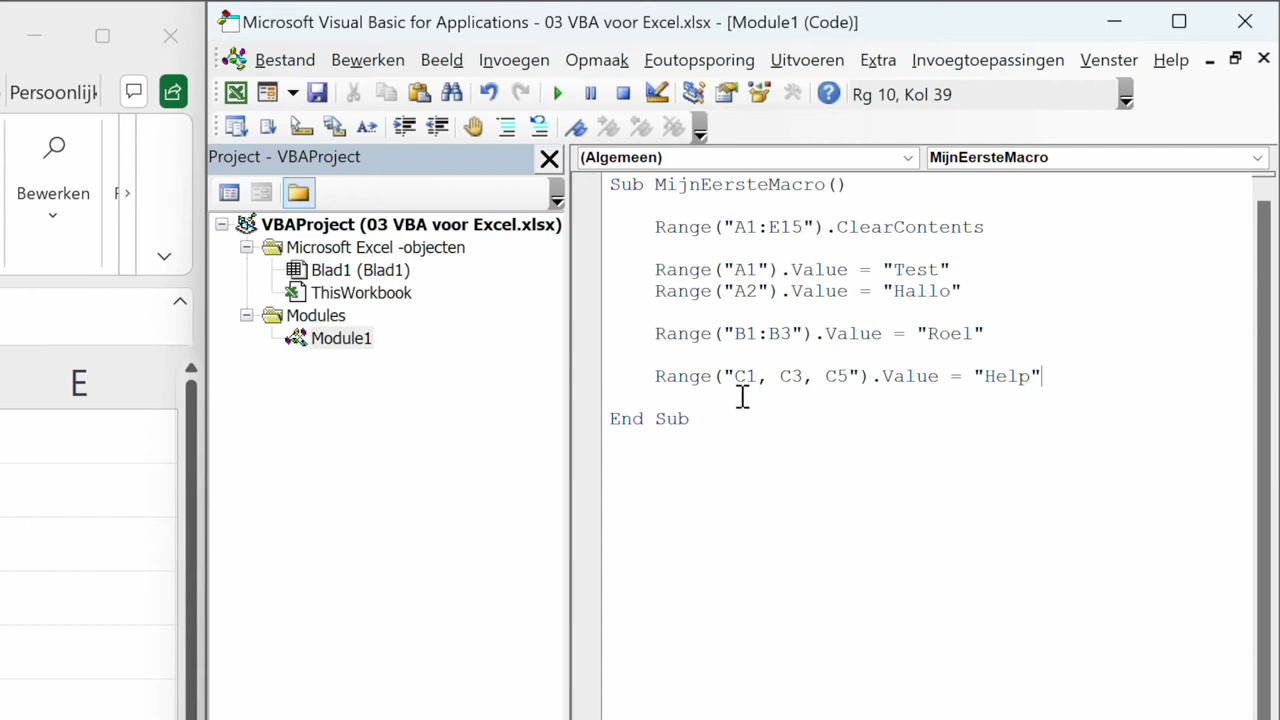 Microsoft Visual Basic for Applications - 03 VBA voor Excel.xlsx - [Module1 (Code)]
Bestand Bewerken Beeld Invoegen Opmaak Foutopsporing Uitvoeren Extra Invoegtoepassingen Venster Help
Persoonlijk
Rg 10, Kol 39
Project - VBAProject
(Algemeen)
MijnEersteMacro
Bewerken
VBAProject (03 VBA voor Excel.xlsx)
Microsoft Excel -objecten
Blad1 (Blad1)
ThisWorkbook
Modules
Module1
E
Sub MijnEersteMacro()
Range("A1:E15").ClearContents
Range("A1").Value = "Test"
Range("A2").Value = "Hallo"
Range("B1:B3").Value = "Roel"
Range("C1, C3, C5").Value = "Help"
End Sub